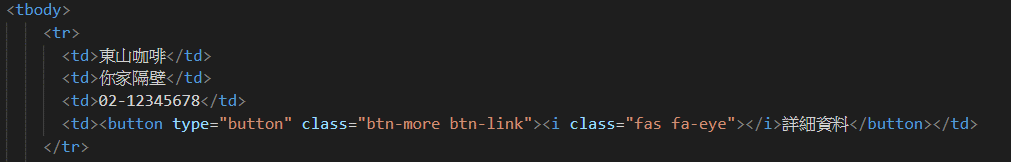 <tbody>
<tr>
<td>東山咖啡</td>
<td>你家隔壁</td>
<td>02-12345678</td>
<td><button type="button" class="btn-more btn-link"><i class="fas fa-eye"></i>詳細資料</button></td>
</tr>